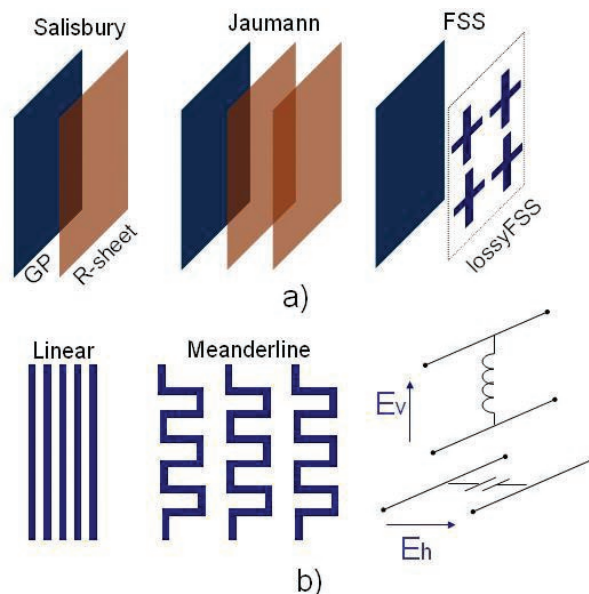 Salisbury
Jaumann
FSS
GP
R-sheet
lossyFSS
a)
Linear
Meanderline
Ev
Eh
b)